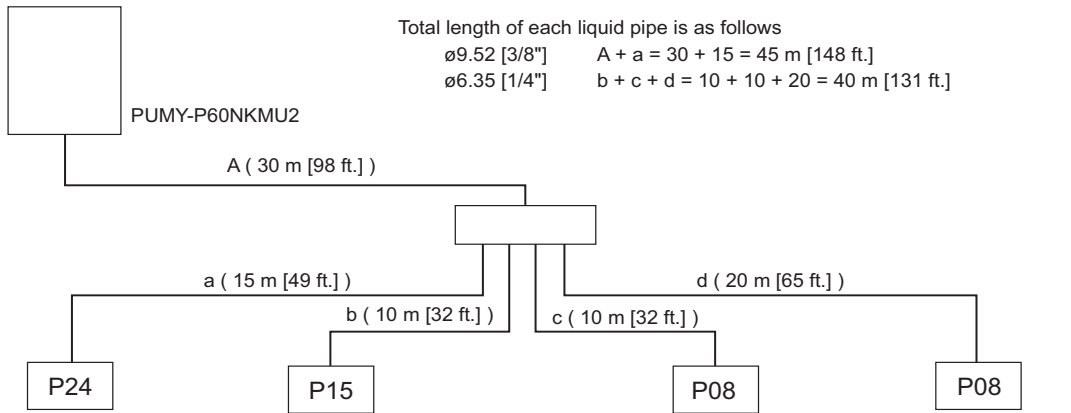 Total length of each liquid pipe is as follows
ø9.52 [3/8"] A + a = 30 + 15 = 45 m [148 ft.]
ø6.35 [1/4"] b + c + d = 10 + 10 + 20 = 40 m [131 ft.]
PUMY-P60NKMU2
A ( 30 m [98 ft.] )
a ( 15 m [49 ft.] )
d ( 20 m [65 ft.] )
b ( 10 m [32 ft.] )
c ( 10 m [32 ft.] )
P24
P15
P08
P08